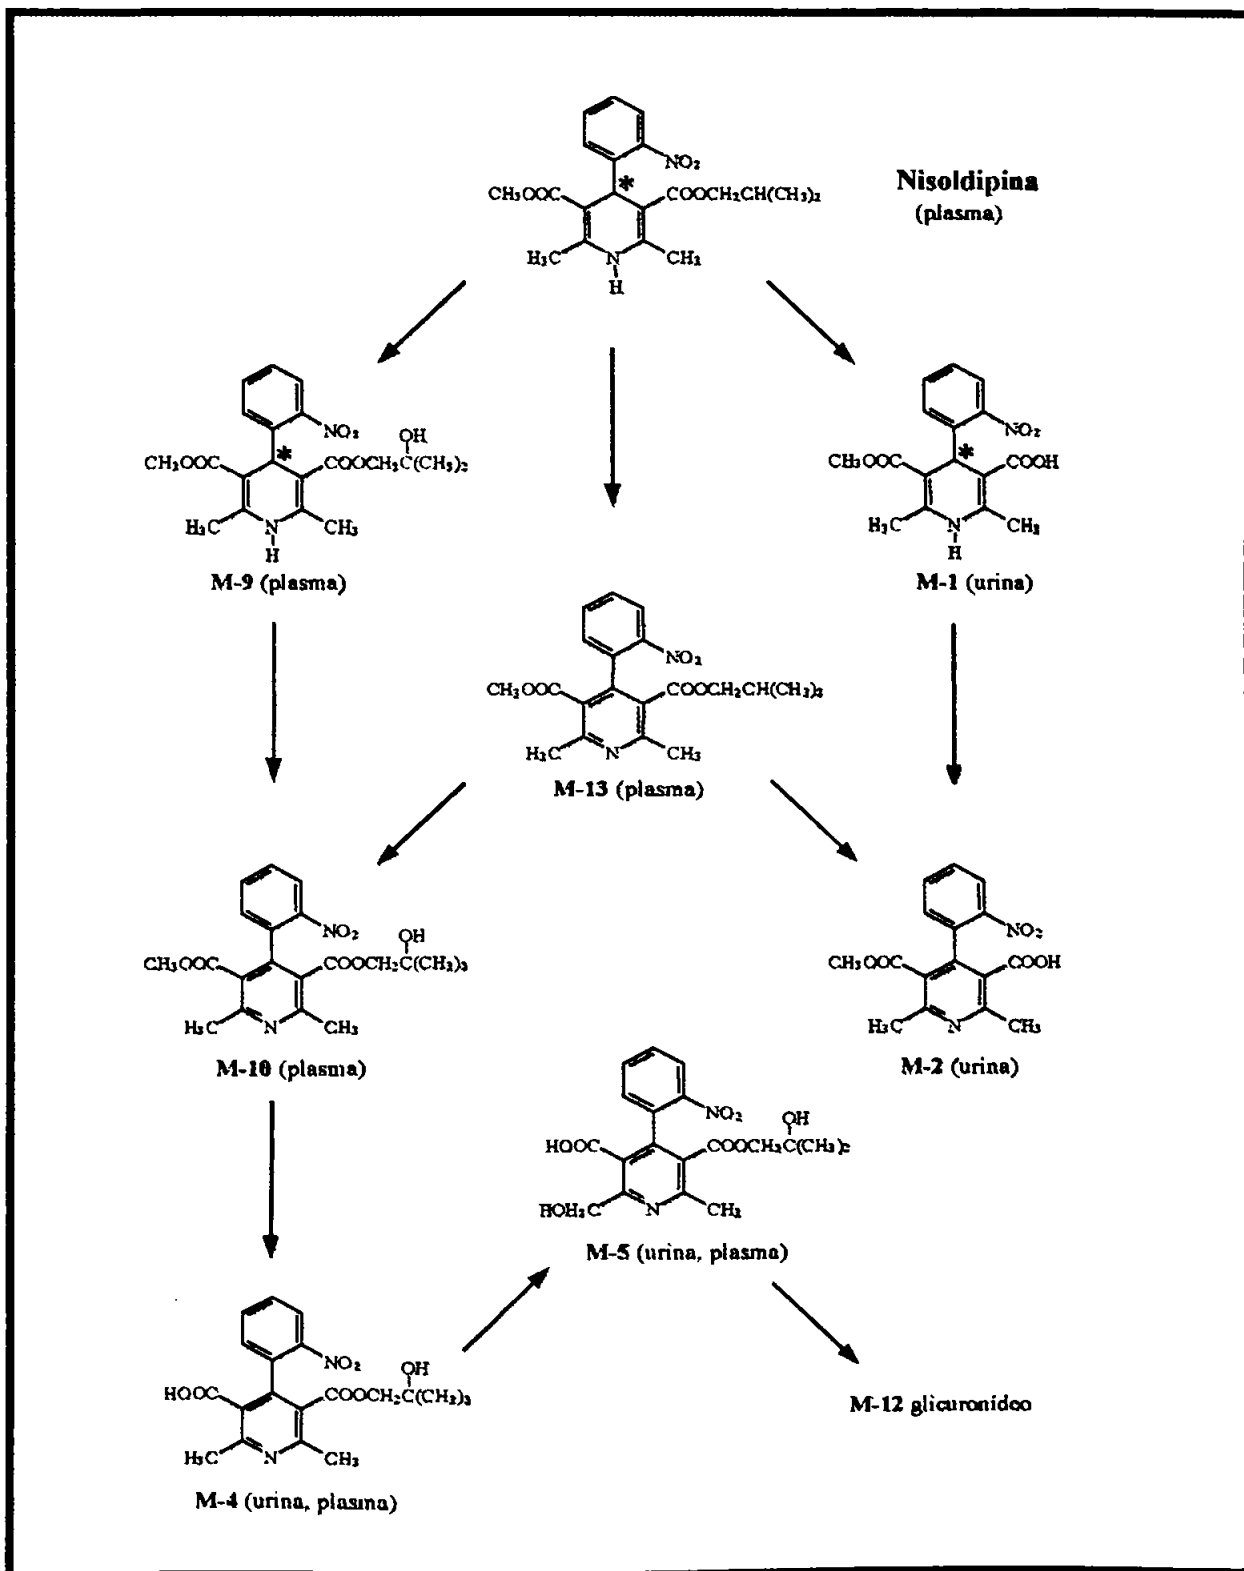 NO₂
Nisoldipina
(plasma)
CH₃OOC
*
COOCH₂CH(CH₃)₂
H₃C
N
CH₃
H
NO₂
OH
CH₃OOC
*
COOCH₂C(CH₃)₂
H₃C
N
CH₃
H
M-9 (plasma)
NO₂
CH₃OOC
*
COOH
H₃C
N
CH₃
H
M-1 (urina)
NO₂
CH₃OOC
COOCH₂CH(CH₃)₂
H₃C
N
CH₃
M-13 (plasma)
NO₂
OH
CH₃OOC
COOCH₂C(CH₃)₂
H₃C
N
CH₃
M-10 (plasma)
NO₂
CH₃OOC
COOH
H₃C
N
CH₃
M-2 (urina)
NO₂
OH
HOOC
COOCH₂C(CH₃)₂
HOH₂C
N
CH₃
M-5 (urina, plasma)
NO₂
OH
HOOC
COOCH₂C(CH₃)₂
H₃C
N
CH₃
M-4 (urina, plasma)
M-12 glicuronídeo